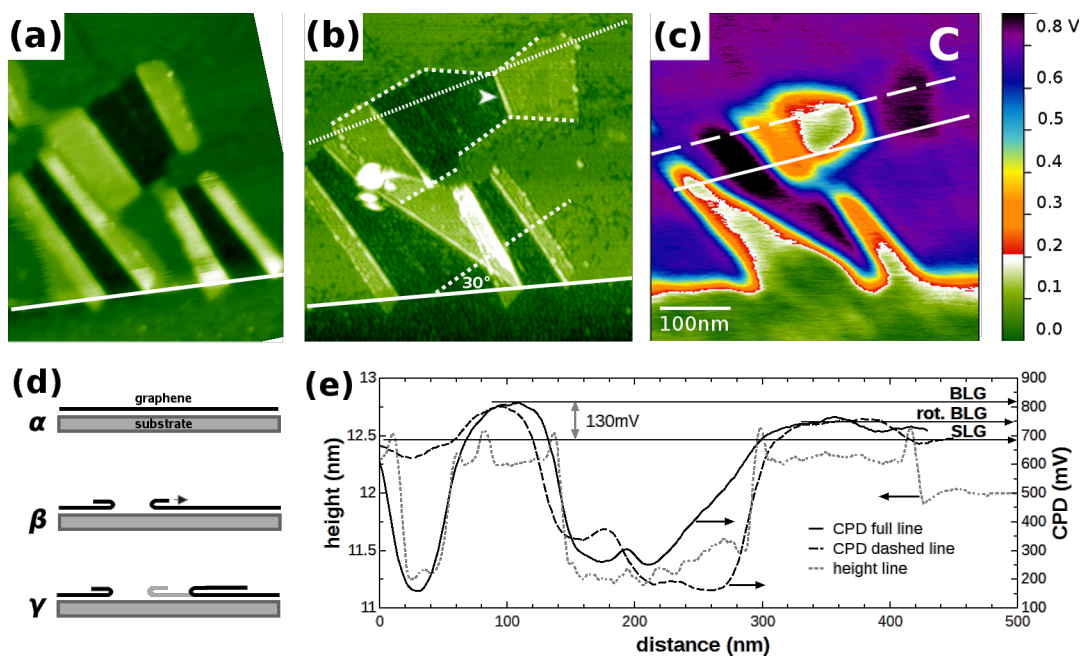 (a)
(b)
30°
(c)
C
100nm
0.8 V
0.6
0.5
0.4
0.3
0.2
0.1
0.0
(d)
graphene
α
substrate
β
γ
(e)
13
12.5
12
11.5
11
height (nm)
0 100 200 300 400 500
distance (nm)
900
800
700
600
500
400
300
200
100
CPD (mV)
BLG
rot. BLG
SLG
130mV
CPD full line
CPD dashed line
height line